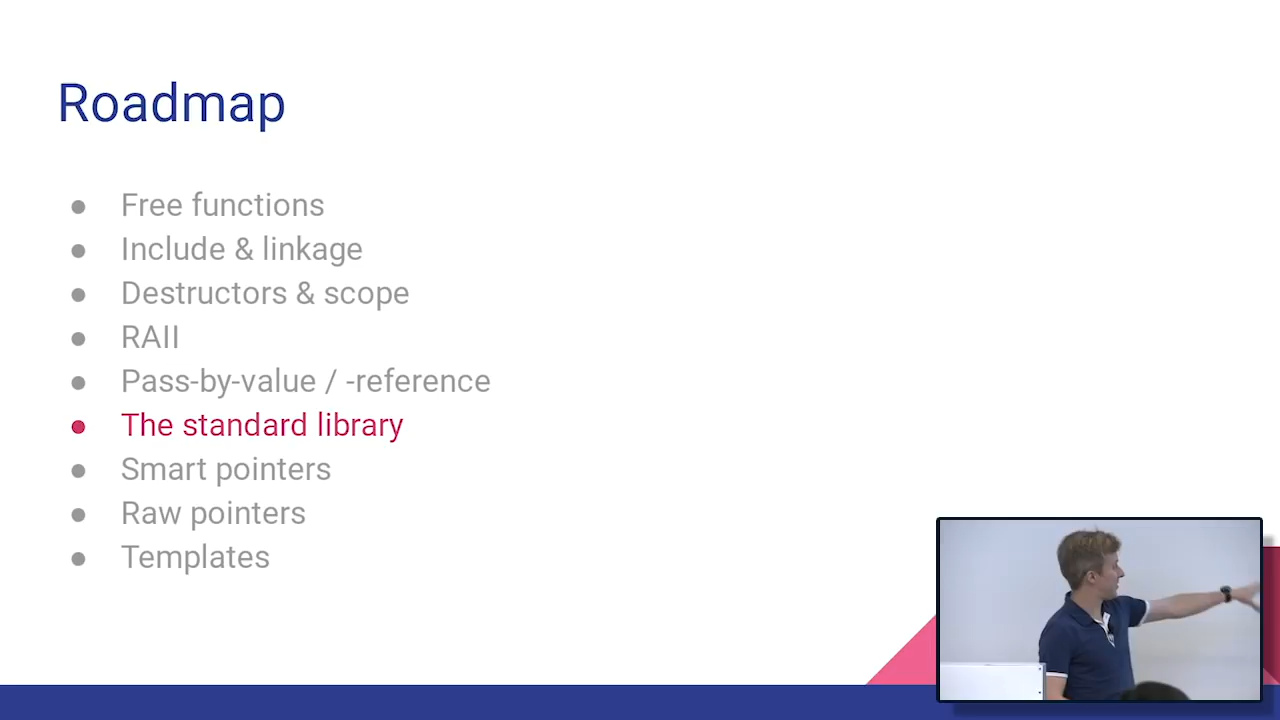 Roadmap
● Free functions
● Include & linkage
● Destructors & scope
● RAII
● Pass-by-value / -reference
● The standard library
● Smart pointers
● Raw pointers
● Templates